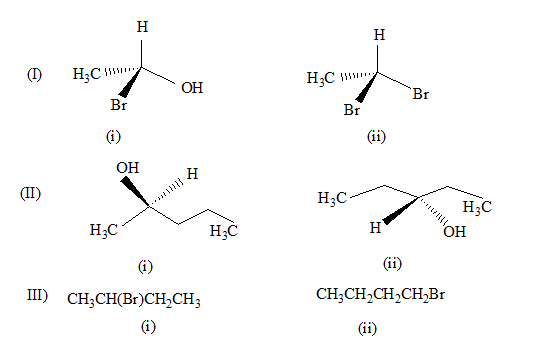 H H
(I) H₃C OH H₃C Br
Br Br
(i) (ii)
OH H
(II) H₃C H₃C H₃C H₃C
H OH
(i) (ii)
III) CH₃CH(Br)CH₂CH₃ CH₃CH₂CH₂CH₂Br
(i) (ii)